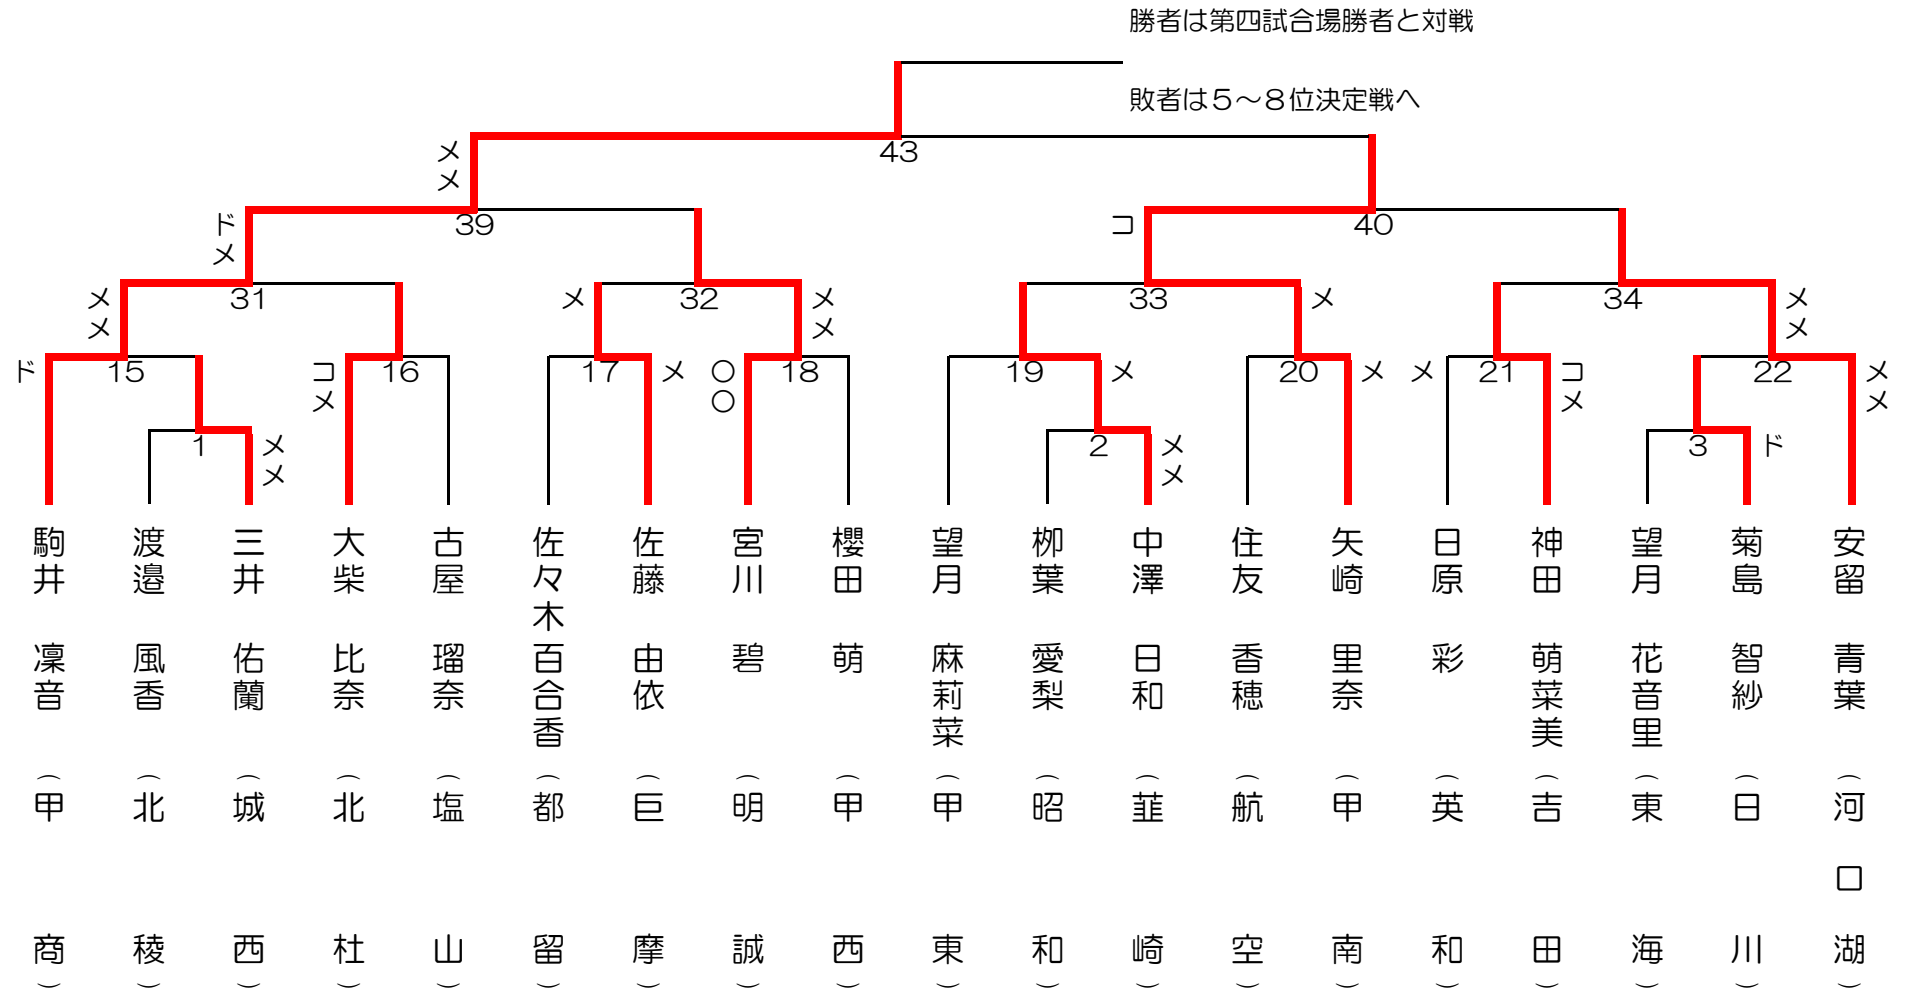 勝者は第四試合場勝者と対戦
敗者は５～８位決定戦へ
43
メメ
39
40
ドメ
コ
31
32
33
34
メメ
メ
メメ
メ
メメ
15
16
17
18
19
20
21
22
ド
コメ
メ
〇〇
メ
メ
メ
コメ
メメ
1
2
3
メメ
メメ
ド
駒井 凜音（甲商）
渡邉 風香（北稜）
三井 佑蘭（城西）
大柴 比奈（北杜）
古屋 瑠奈（塩山）
佐々木百合香（都留）
佐藤 由依（巨摩）
宮川 碧（明誠）
櫻田 萌（甲西）
望月 麻莉菜（甲東）
栁葉 愛梨（昭和）
中澤 日和（韮崎）
住友 香穂（航空）
矢崎 里奈（甲南）
日原 彩（英和）
神田 萌菜美（吉田）
望月 花音里（東海）
菊島 智紗（日川）
安留 青葉（河口湖）